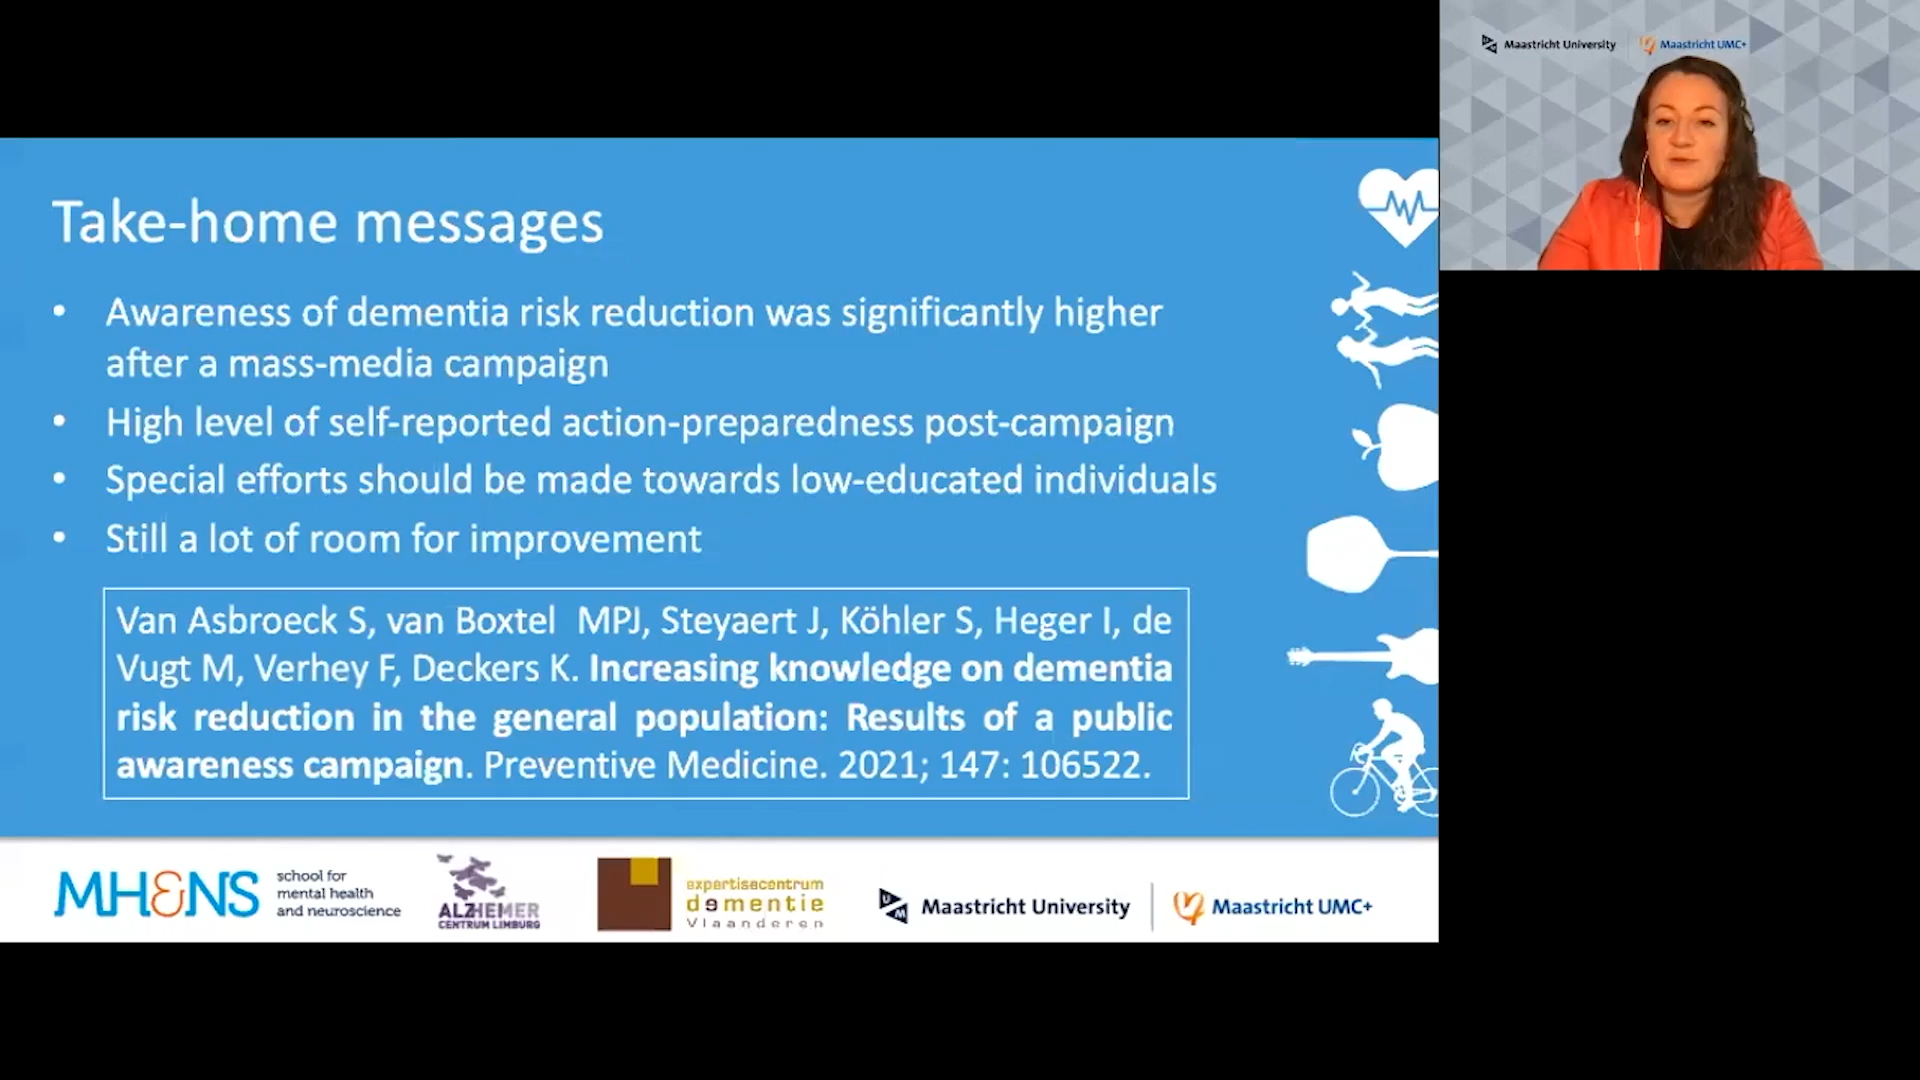 Take-home messages
• Awareness of dementia risk reduction was significantly higher
after a mass-media campaign
• High level of self-reported action-preparedness post-campaign
• Special efforts should be made towards low-educated individuals
• Still a lot of room for improvement
Van Asbroeck S, van Boxtel MPJ, Steyaert J, Köhler S, Heger I, de
Vugt M, Verhey F, Deckers K. Increasing knowledge on dementia
risk reduction in the general population: Results of a public
awareness campaign. Preventive Medicine. 2021; 147: 106522.
MH&NS
school for
mental health
and neuroscience
ALZHEIMER
CENTRUM LIMBURG
expertisecentrum
dementie
Vlaanderen
UM
Maastricht University
Maastricht UMC+
Maastricht University
Maastricht UMC+